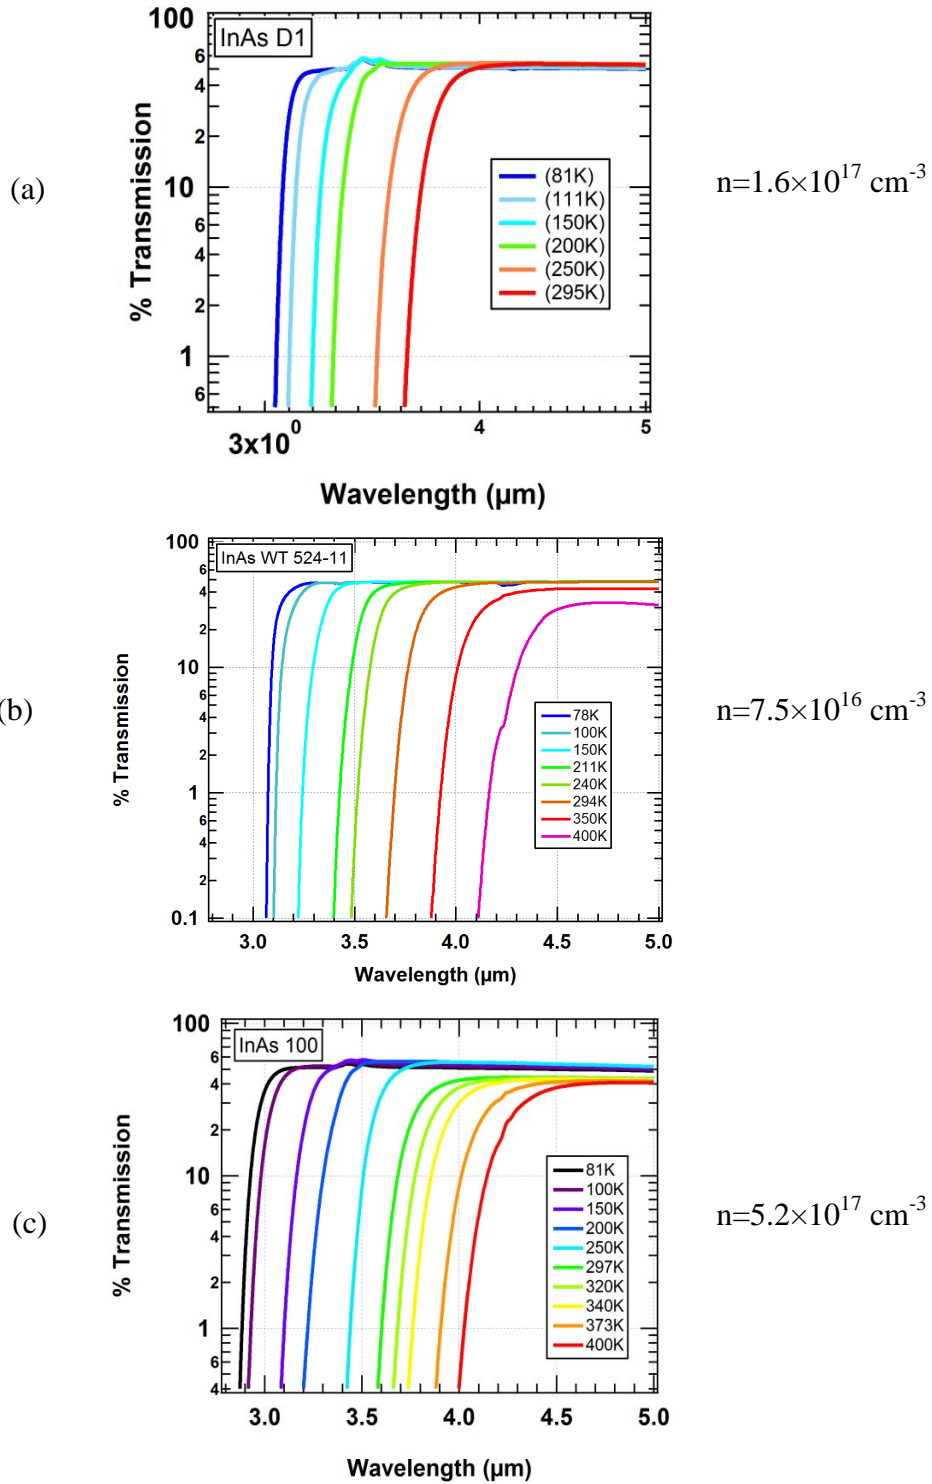 (a)
InAs D1
100
6
4
2
10
6
4
2
1
6
% Transmission
(81K)
(111K)
(150K)
(200K)
(250K)
(295K)
3x10⁰
4
5
Wavelength (µm)
n=1.6×10¹⁷ cm⁻³
(b)
InAs WT 524-11
100
6
4
2
10
6
4
2
1
6
4
2
0.1
% Transmission
78K
100K
150K
211K
240K
294K
350K
400K
3.0 3.5 4.0 4.5 5.0
Wavelength (µm)
n=7.5×10¹⁶ cm⁻³
(c)
InAs 100
100
6
4
2
10
6
4
2
1
6
4
% Transmission
81K
100K
150K
200K
250K
297K
320K
340K
373K
400K
3.0 3.5 4.0 4.5 5.0
Wavelength (µm)
n=5.2×10¹⁷ cm⁻³